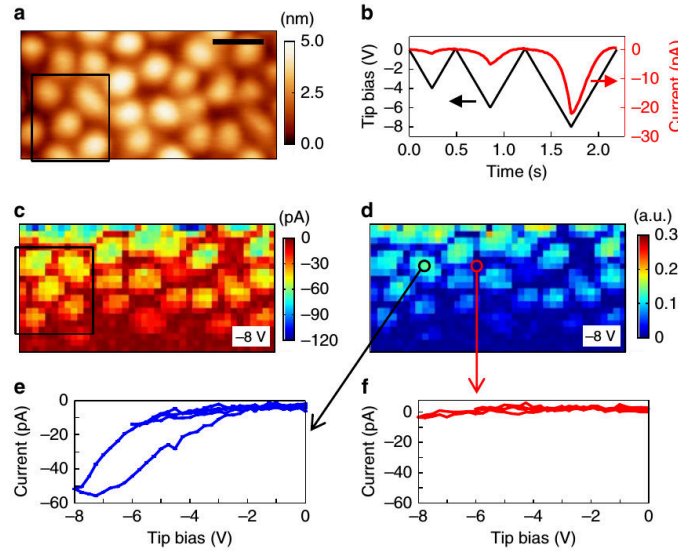 a
(nm)
5.0
2.5
0.0
b
Tip bias (V)
0
−2
−4
−6
−8
0.0 0.5 1.0 1.5 2.0
Time (s)
0
−10
−20
−30
Current (pA)
c
(pA)
0
−30
−60
−90
−120
−8 V
d
(a.u.)
0.3
0.2
0.1
0
−8 V
e
Current (pA)
0
−20
−40
−60
−8 −6 −4 −2 0
Tip bias (V)
f
Current (pA)
0
−20
−40
−60
−8 −6 −4 −2 0
Tip bias (V)